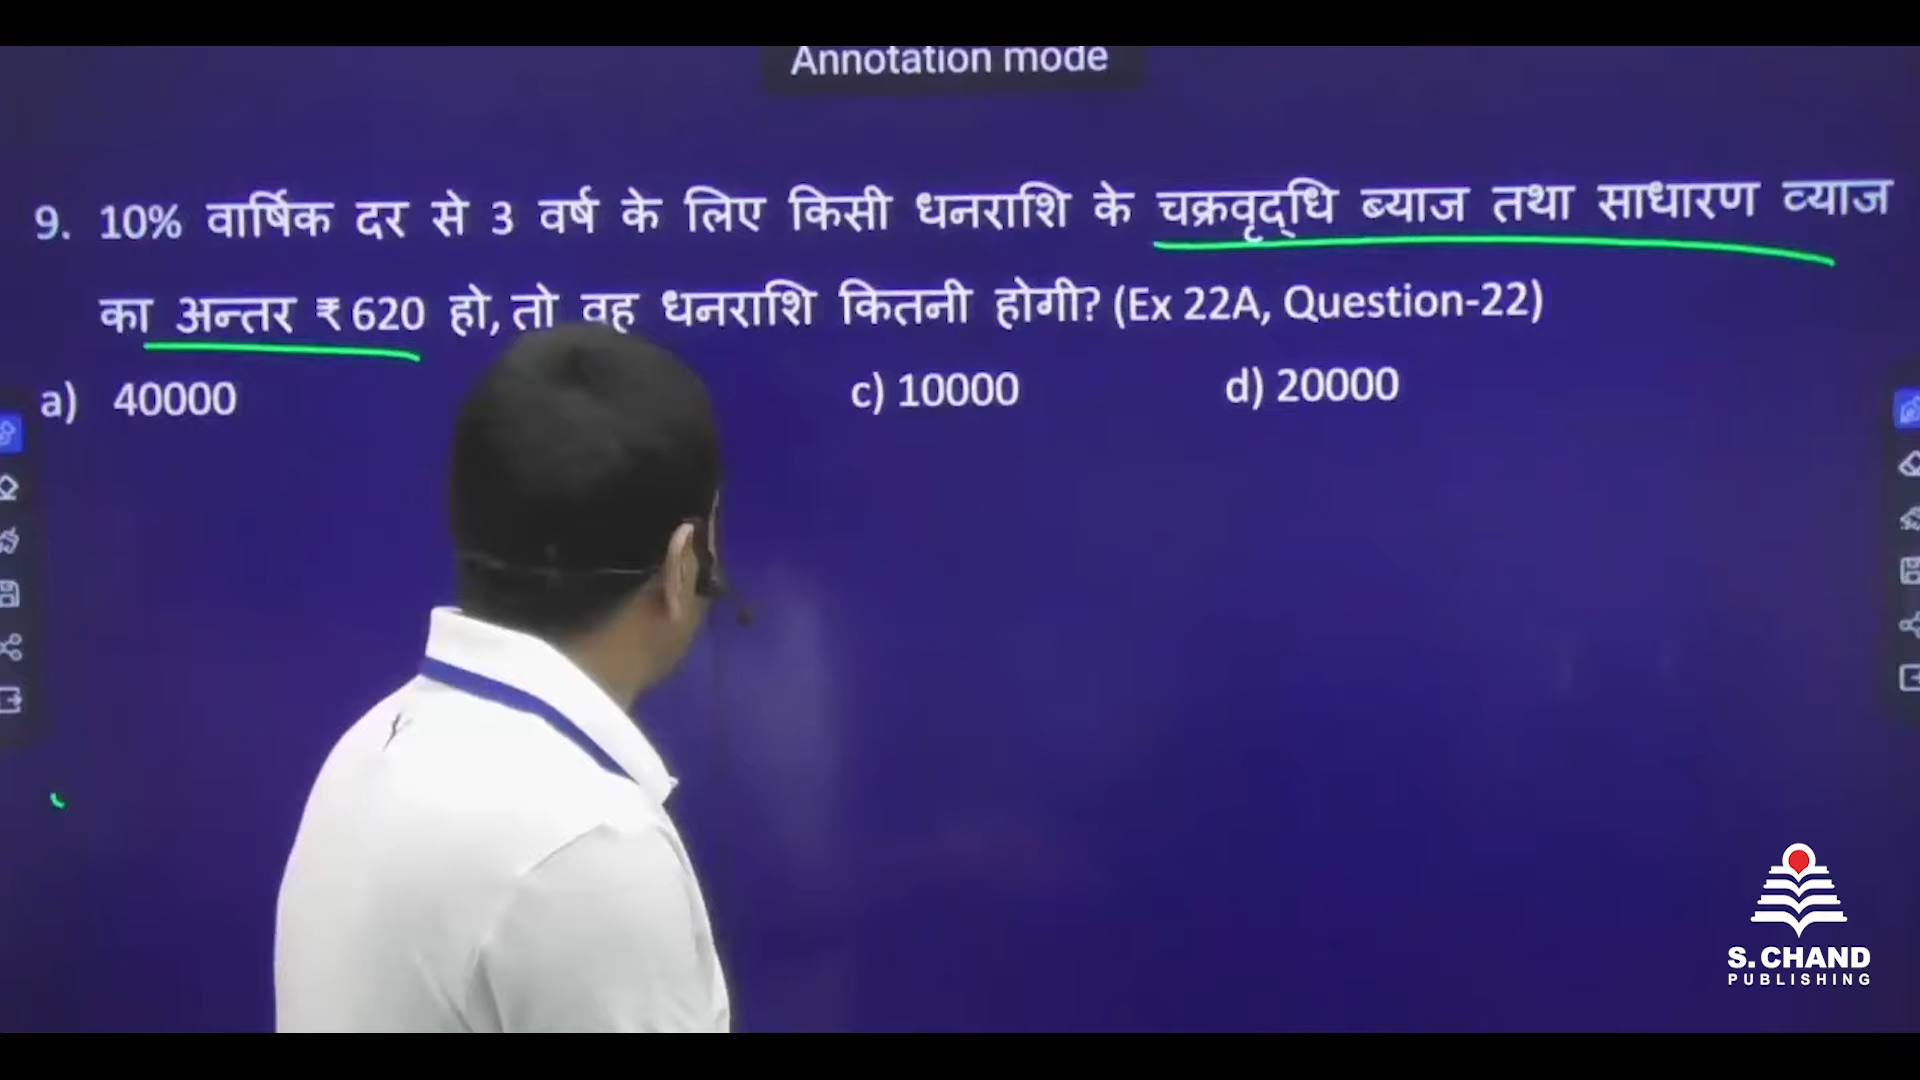 Annotation mode
9. 10% वार्षिक दर से 3 वर्ष के लिए किसी धनराशि के चक्रवृद्धि ब्याज तथा साधारण व्याज
का अन्तर ₹ 620 हो, तो वह धनराशि कितनी होगी? (Ex 22A, Question-22)
a) 40000 c) 10000 d) 20000
S. CHAND
PUBLISHING